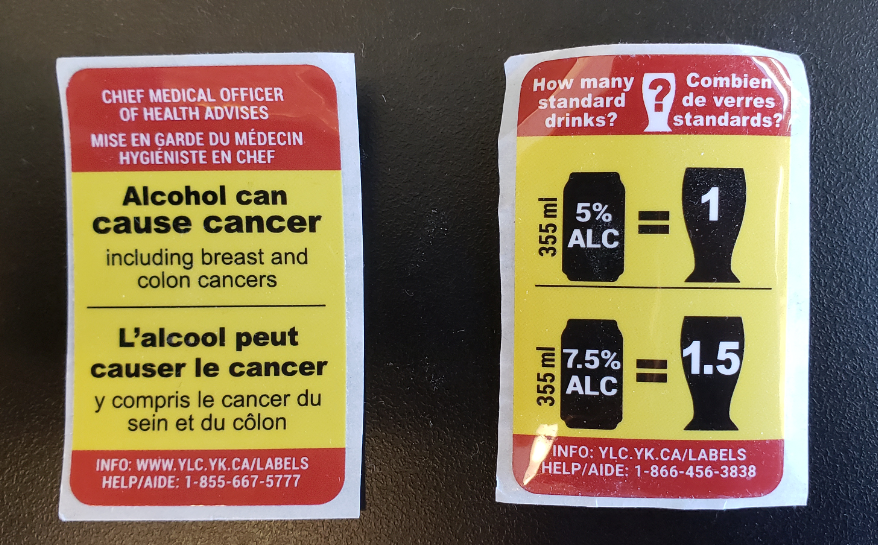 CHIEF MEDICAL OFFICER
OF HEALTH ADVISES
MISE EN GARDE DU MÉDECIN
HYGIÉNISTE EN CHEF
Alcohol can
cause cancer
including breast and
colon cancers
L'alcool peut
causer le cancer
y compris le cancer du
sein et du côlon
INFO: WWW.YLC.YK.CA/LABELS
HELP/AIDE: 1-855-667-5777
How many
standard
drinks?
?
Combien
de verres
standards?
355 ml
5%
ALC
=
1
355 ml
7.5%
ALC
=
1.5
INFO: YLC.YK.CA/LABELS
HELP/AIDE: 1-866-456-3838